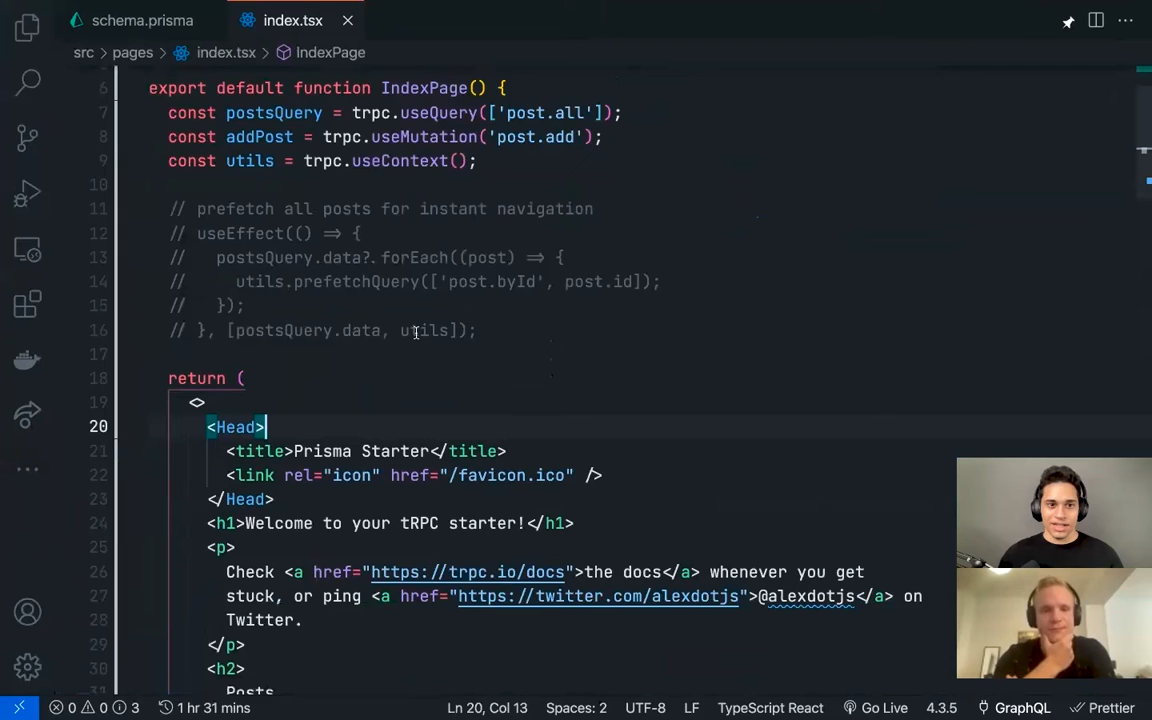 schema.prisma
index.tsx
src > pages > index.tsx > IndexPage
6 export default function IndexPage() {
7 const postsQuery = trpc.useQuery(['post.all']);
8 const addPost = trpc.useMutation('post.add');
9 const utils = trpc.useContext();
10
11 // prefetch all posts for instant navigation
12 // useEffect(() => {
13 // postsQuery.data?.forEach((post) => {
14 // utils.prefetchQuery(['post.byId', post.id]);
15 // });
16 // }, [postsQuery.data, utils]);
17
18 return (
19 <>
20 <Head>
21 <title>Prisma Starter</title>
22 <link rel="icon" href="/favicon.ico" />
23 </Head>
24 <h1>Welcome to your tRPC starter!</h1>
25 <p>
26 Check <a href="https://trpc.io/docs">the docs</a> whenever you get
27 stuck, or ping <a href="https://twitter.com/alexdotjs">@alexdotjs</a> on
28 Twitter.
29 </p>
30 <h2>
31 Posts
0 0 3 1 hr 31 mins Ln 20, Col 13 Spaces: 2 UTF-8 LF TypeScript React Go Live 4.3.5 GraphQL Prettier